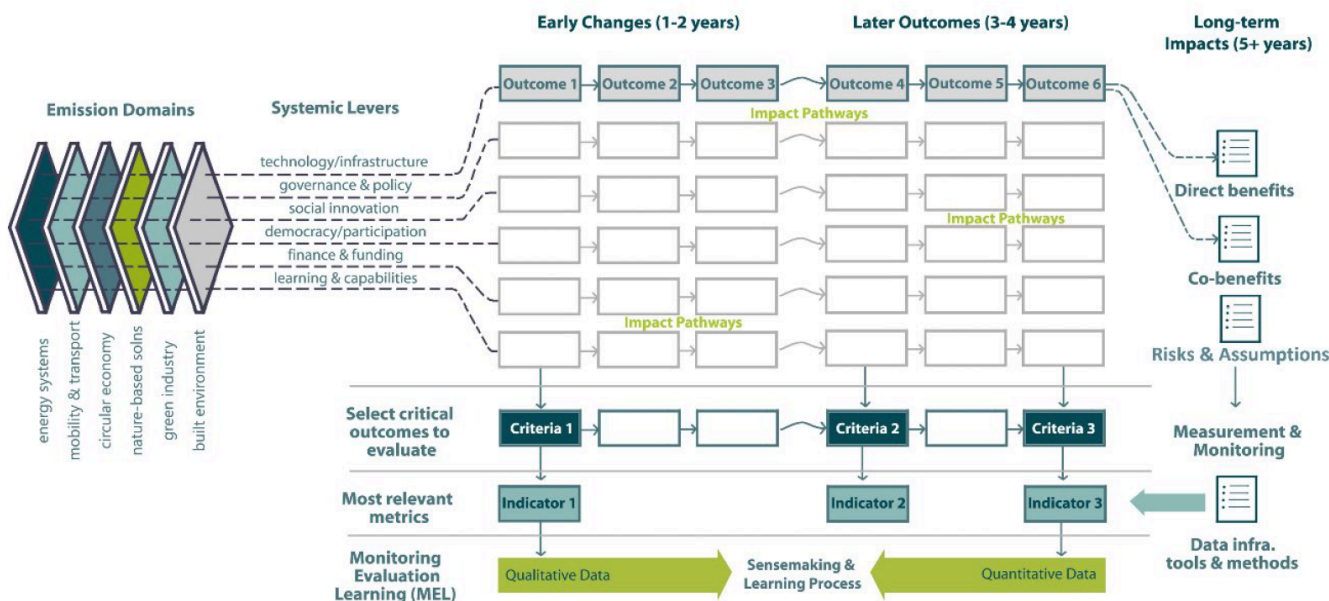 Early Changes (1-2 years)
Later Outcomes (3-4 years)
Long-term
Impacts (5+ years)
Emission Domains
Systemic Levers
Outcome 1
Outcome 2
Outcome 3
Outcome 4
Outcome 5
Outcome 6
Impact Pathways
technology/infrastructure
governance & policy
social innovation
democracy/participation
finance & funding
learning & capabilities
Impact Pathways
Impact Pathways
Direct benefits
Co-benefits
Risks & Assumptions
energy systems
mobility & transport
circular economy
nature-based solns
green industry
built environment
Select critical
outcomes to
evaluate
Criteria 1
Criteria 2
Criteria 3
Measurement &
Monitoring
Most relevant
metrics
Indicator 1
Indicator 2
Indicator 3
Data infra.
tools & methods
Monitoring
Evaluation
Learning (MEL)
Qualitative Data
Sensemaking &
Learning Process
Quantitative Data